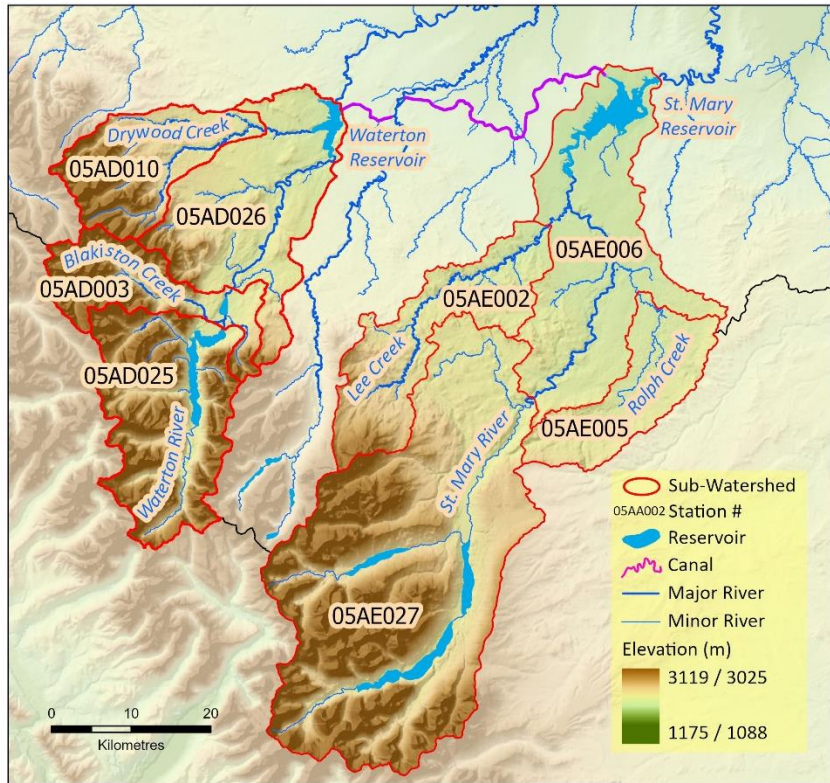 Drywood Creek
05AD010
Waterton
Reservoir
St. Mary
Reservoir
05AD026
Blakiston Creek
05AD003
05AE006
05AE002
05AD025
Lee Creek
Rolph Creek
05AE005
Waterton River
St. Mary River
05AE027
Sub-Watershed
05AA002 Station #
Reservoir
Canal
Major River
Minor River
Elevation (m)
3119 / 3025
1175 / 1088
0 10 20
Kilometres